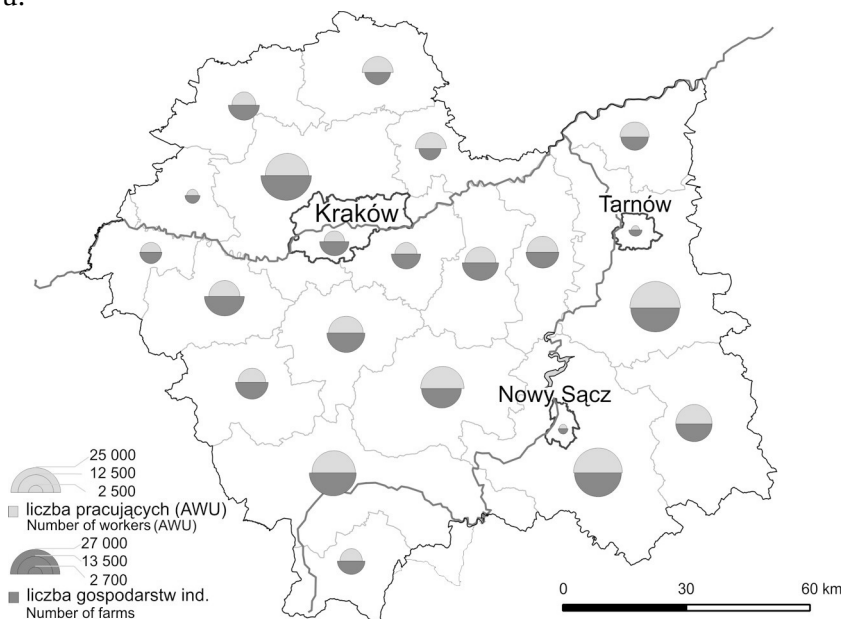 u.
Kraków
Tarnów
Nowy Sącz
25 000
12 500
2 500
liczba pracujących (AWU)
Number of workers (AWU)
27 000
13 500
2 700
liczba gospodarstw ind.
Number of farms
0 30 60 km